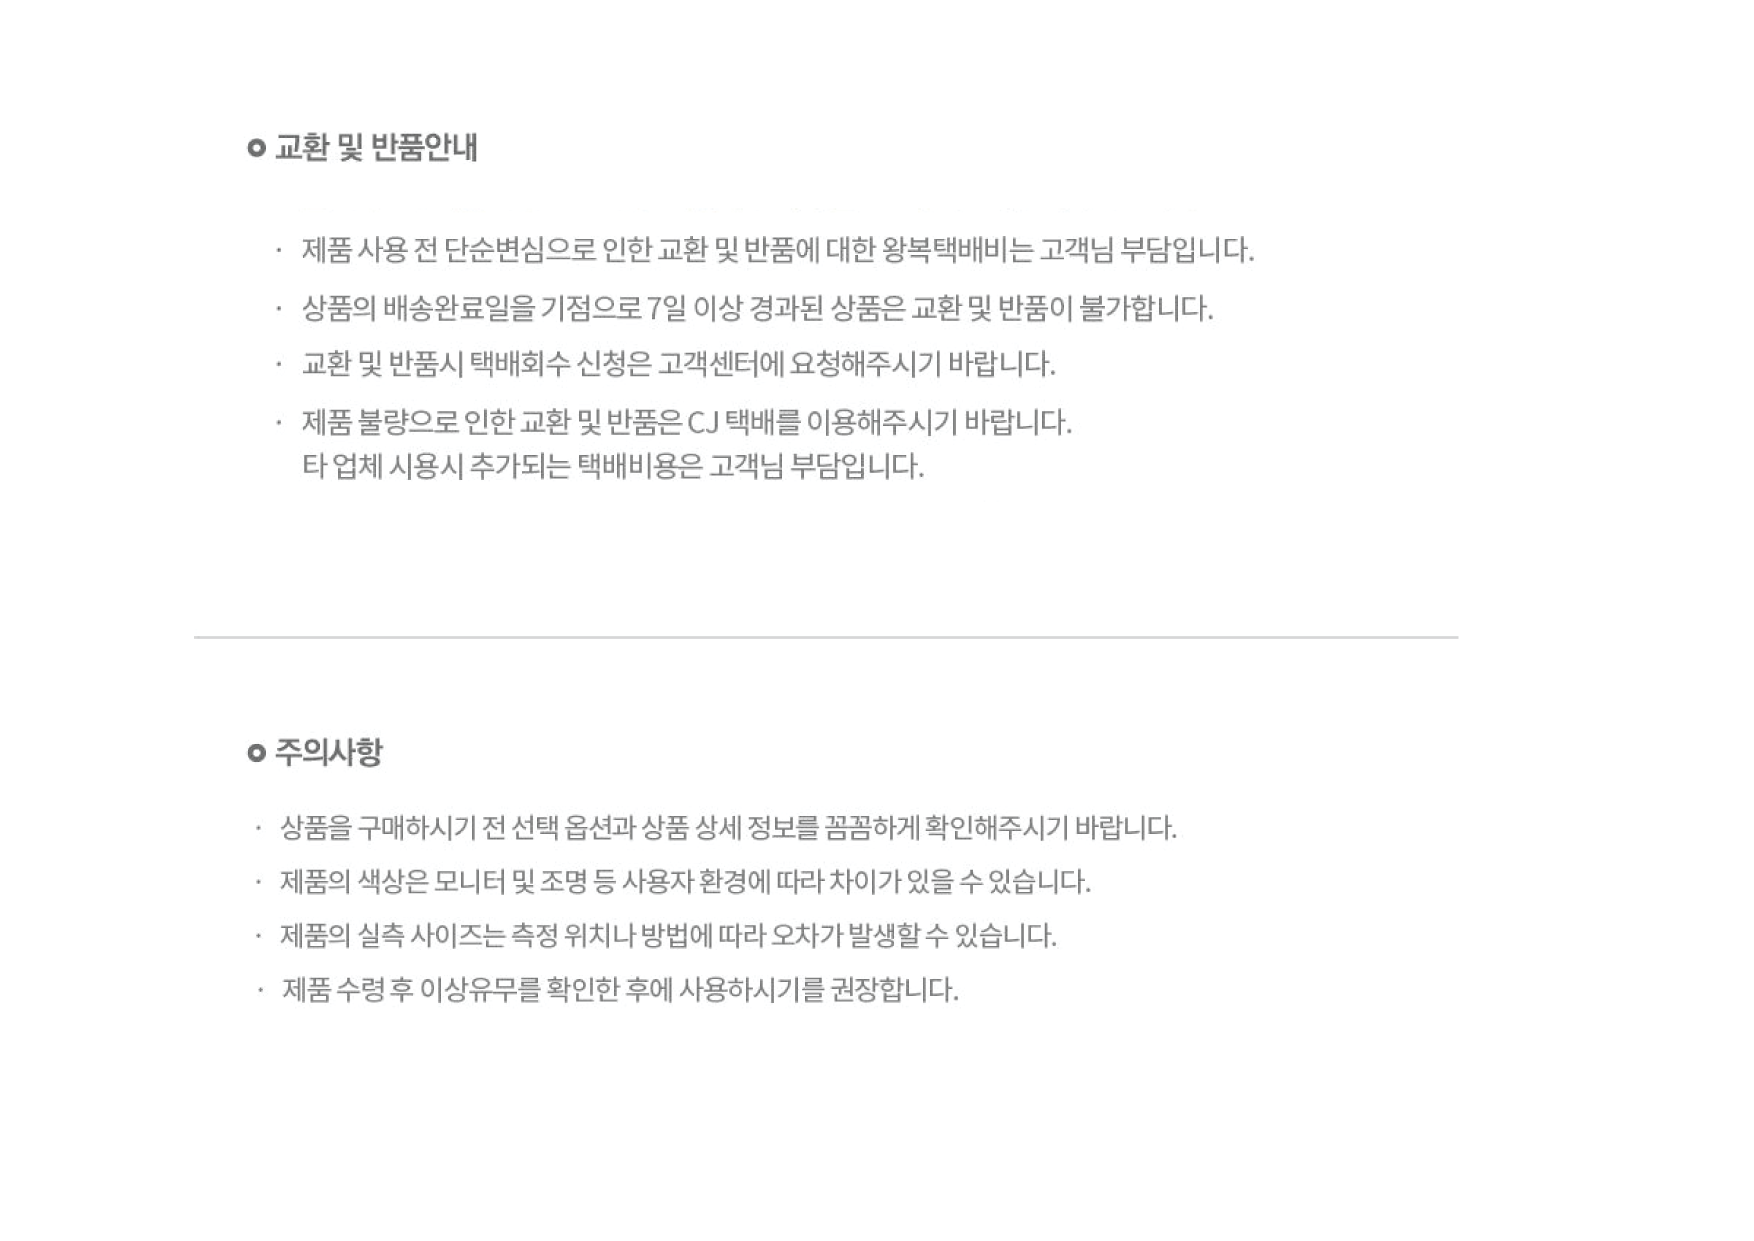 교환 및 반품안내
· 제품 사용 전 단순변심으로 인한 교환 및 반품에 대한 왕복택배비는 고객님 부담입니다.
· 상품의 배송완료일을 기점으로 7일 이상 경과된 상품은 교환 및 반품이 불가합니다.
· 교환 및 반품시 택배회수 신청은 고객센터에 요청해주시기 바랍니다.
· 제품 불량으로 인한 교환 및 반품은 CJ 택배를 이용해주시기 바랍니다.
타 업체 시용시 추가되는 택배비용은 고객님 부담입니다.
주의사항
· 상품을 구매하시기 전 선택 옵션과 상품 상세 정보를 꼼꼼하게 확인해주시기 바랍니다.
· 제품의 색상은 모니터 및 조명 등 사용자 환경에 따라 차이가 있을 수 있습니다.
· 제품의 실측 사이즈는 측정 위치나 방법에 따라 오차가 발생할 수 있습니다.
· 제품 수령 후 이상유무를 확인한 후에 사용하시기를 권장합니다.